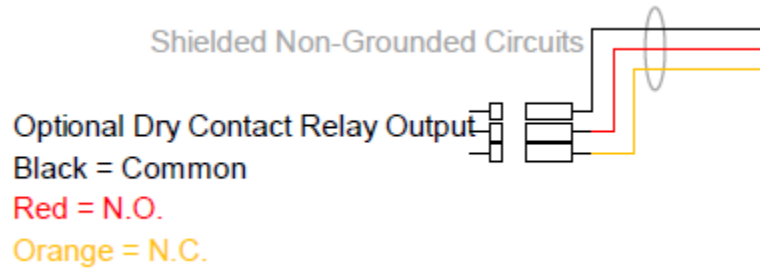 Shielded Non-Grounded Circuits
Optional Dry Contact Relay Output
Black = Common
Red = N.O.
Orange = N.C.